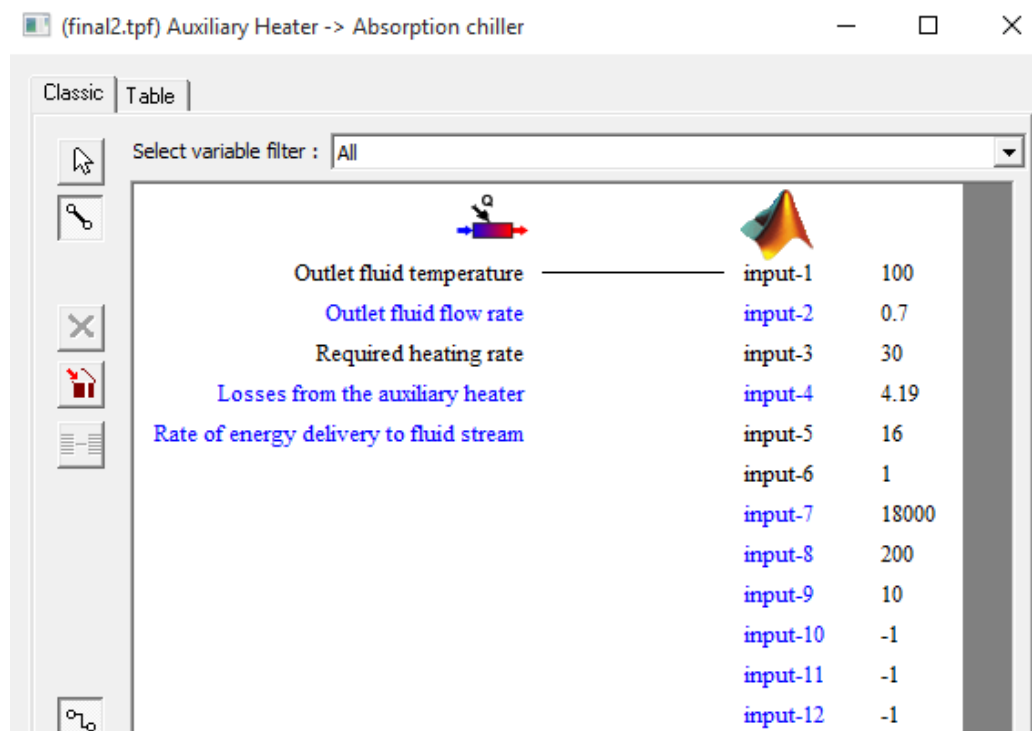 (final2.tpf) Auxiliary Heater -> Absorption chiller
Classic Table
Select variable filter : All
Q
Outlet fluid temperature input-1 100
Outlet fluid flow rate input-2 0.7
Required heating rate input-3 30
Losses from the auxiliary heater input-4 4.19
Rate of energy delivery to fluid stream input-5 16
input-6 1
input-7 18000
input-8 200
input-9 10
input-10 -1
input-11 -1
input-12 -1